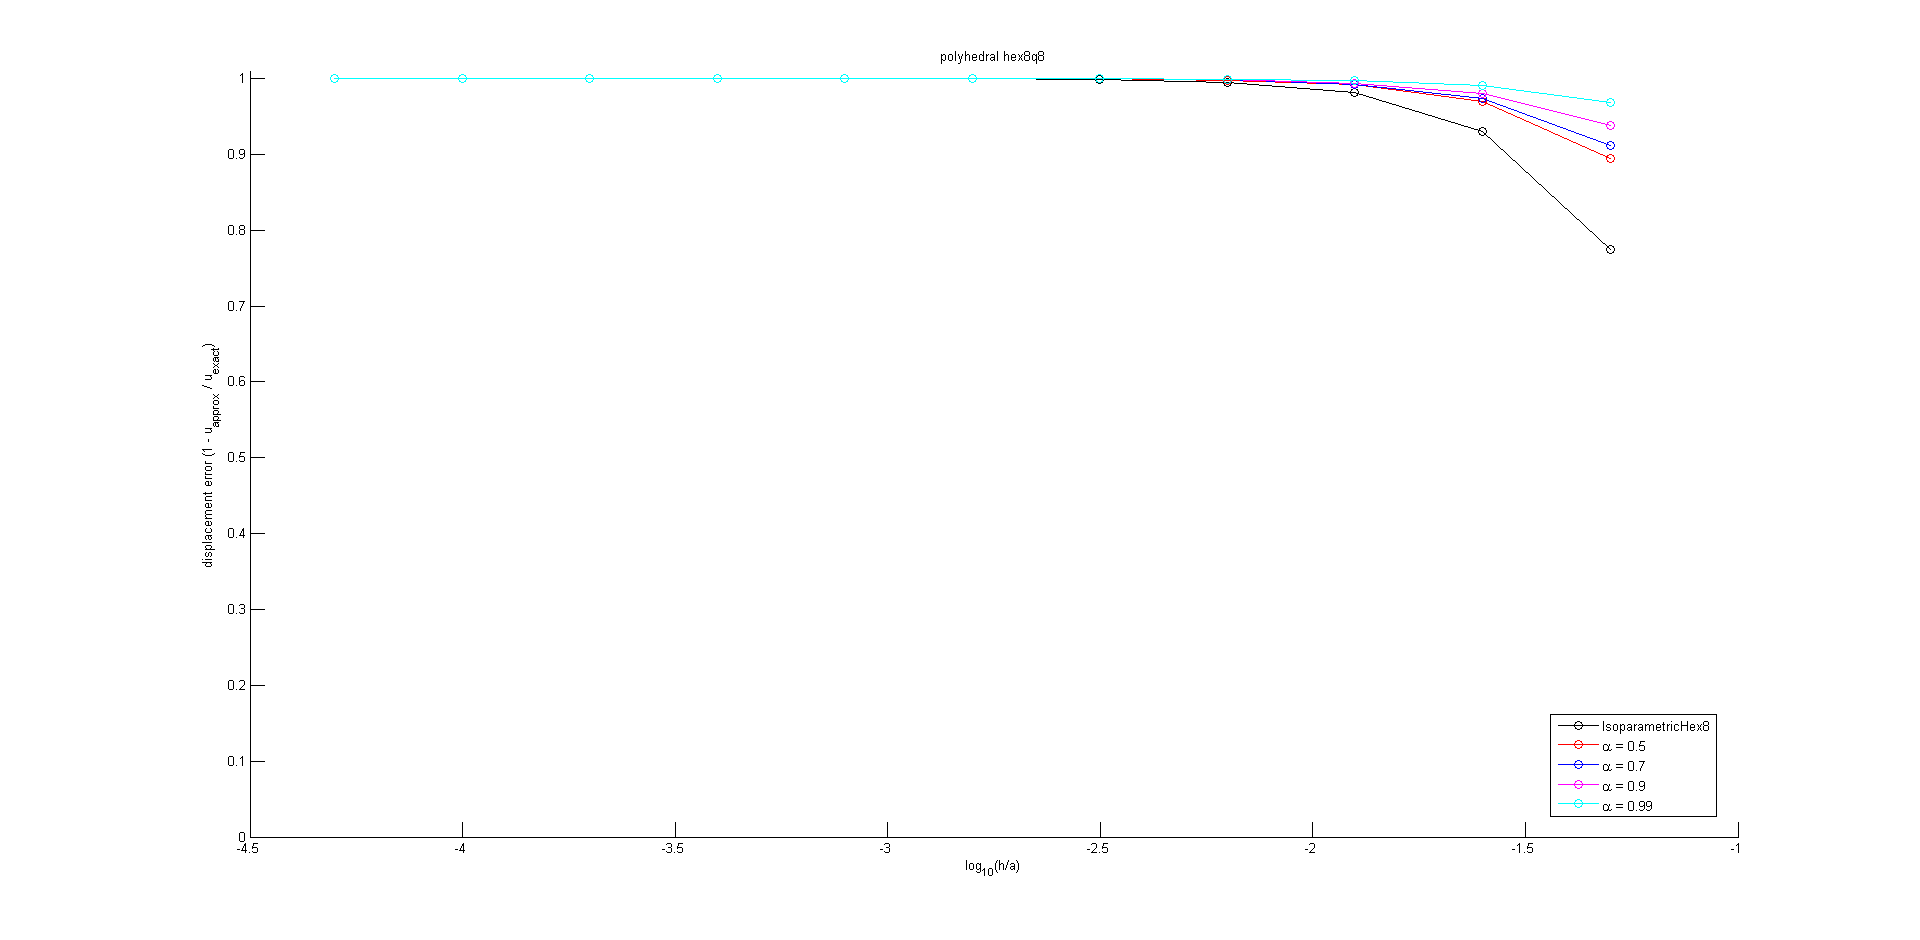 polyhedral hex8q8
displacement error (1 - u_approx / u_exact)
1
0.9
0.8
0.7
0.6
0.5
0.4
0.3
0.2
0.1
0
-4.5
-4
-3.5
-3
-2.5
-2
-1.5
-1
log_10(h/a)
IsoparametricHex8
α = 0.5
α = 0.7
α = 0.9
α = 0.99